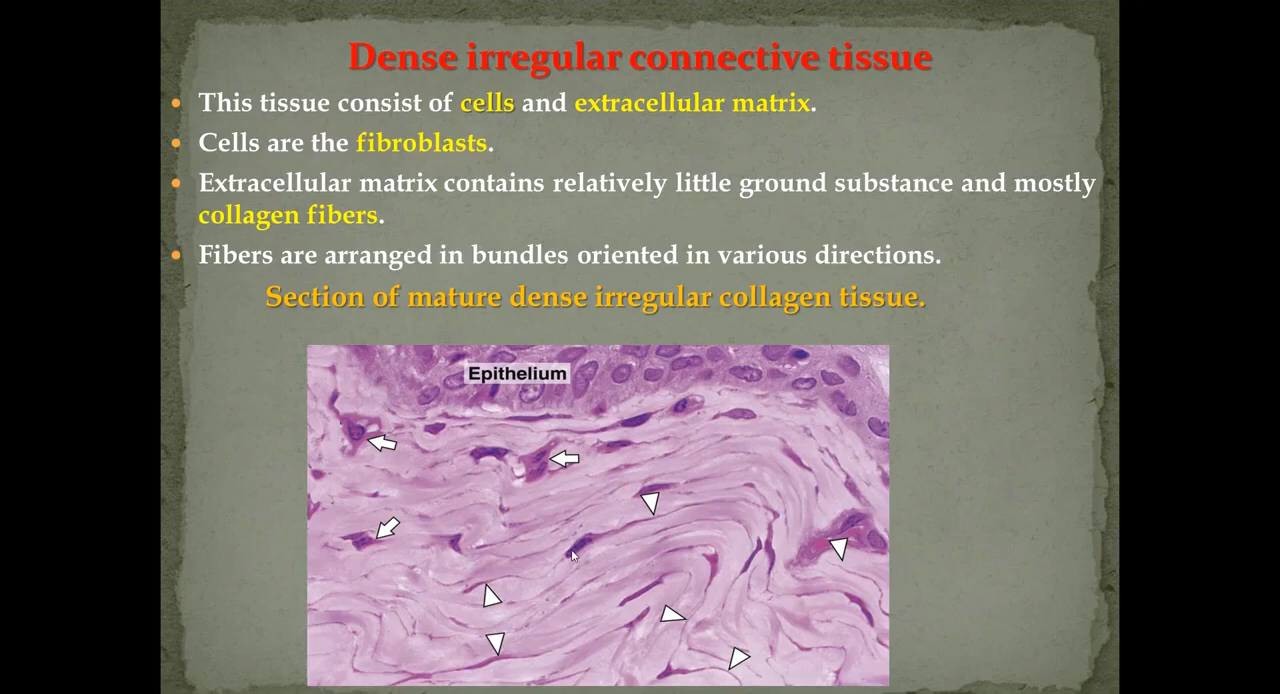 Dense irregular connective tissue
• This tissue consist of cells and extracellular matrix.
• Cells are the fibroblasts.
• Extracellular matrix contains relatively little ground substance and mostly
collagen fibers.
• Fibers are arranged in bundles oriented in various directions.
Section of mature dense irregular collagen tissue.
Epithelium